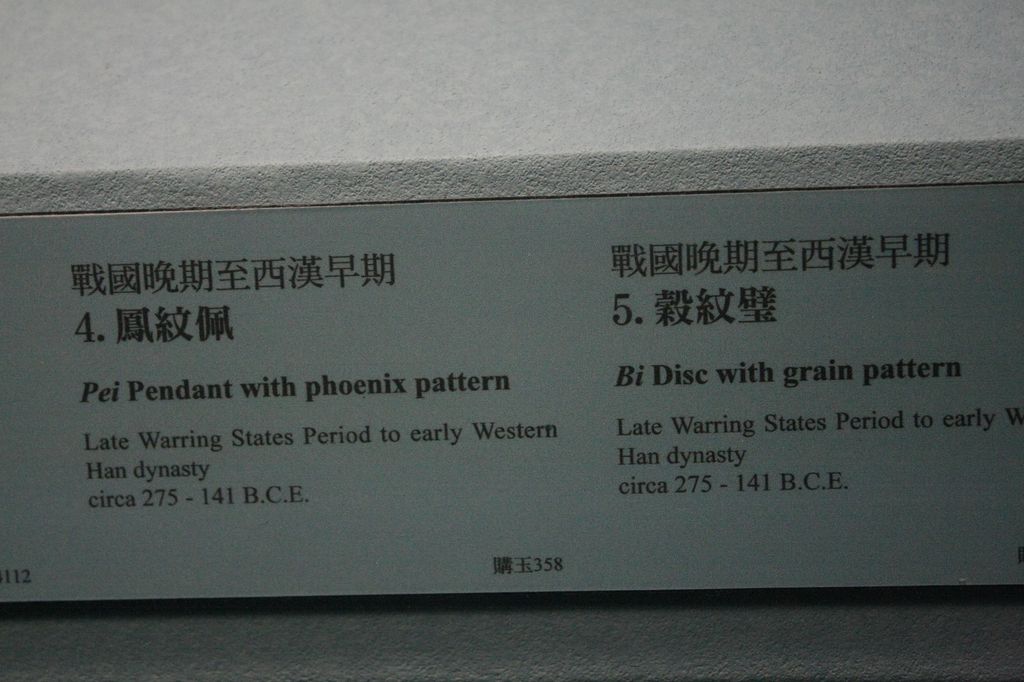 戰國晚期至西漢早期
4. 鳳紋佩
Pei Pendant with phoenix pattern
Late Warring States Period to early Western
Han dynasty
circa 275 - 141 B.C.E.
購玉358
戰國晚期至西漢早期
5. 穀紋璧
Bi Disc with grain pattern
Late Warring States Period to early W
Han dynasty
circa 275 - 141 B.C.E.
112